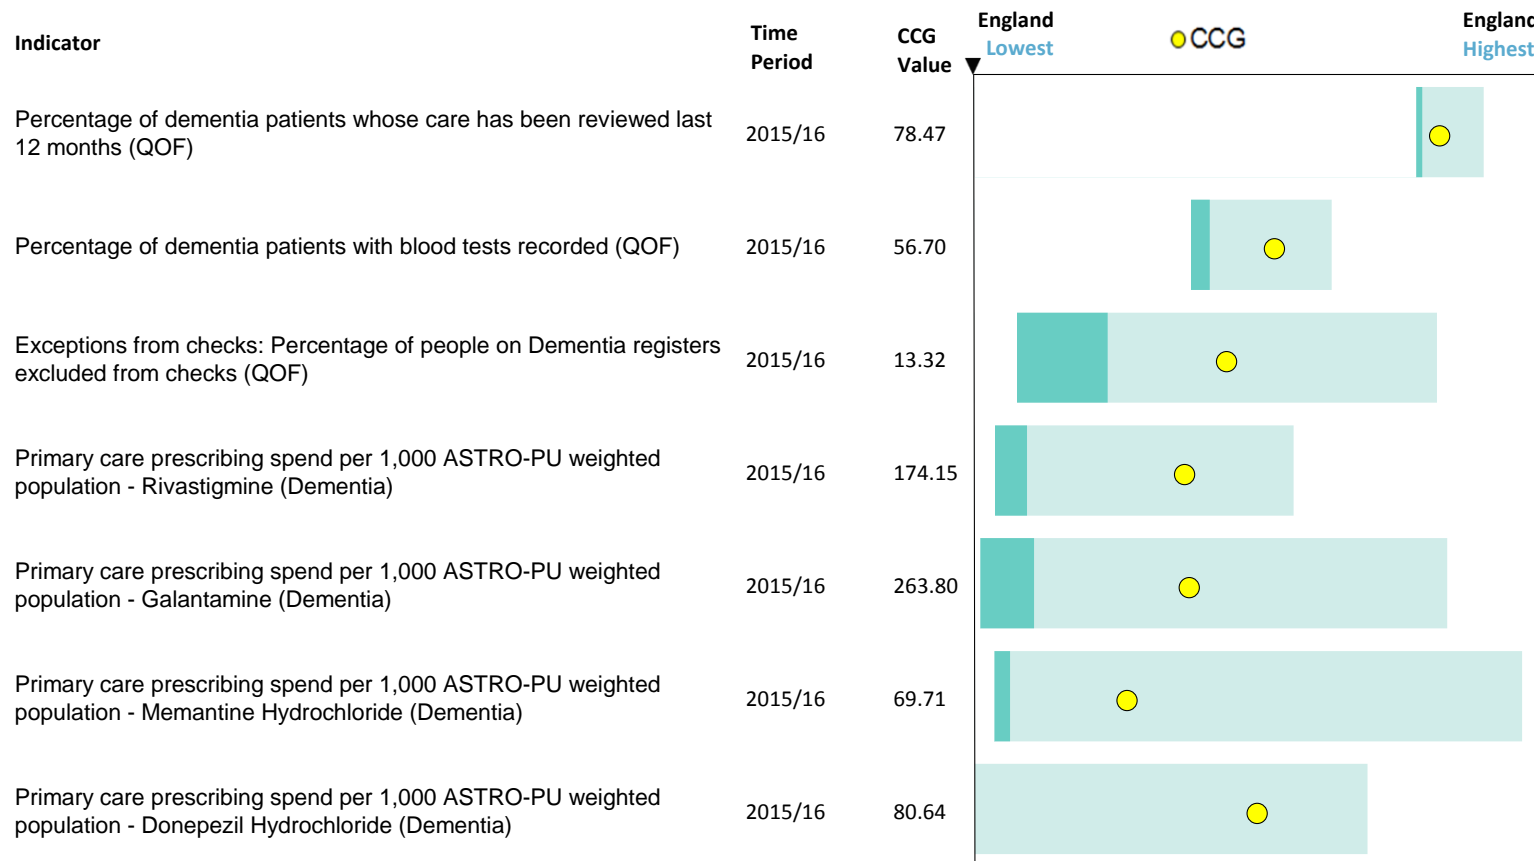 Indicator
Time
Period
CCG
Value
England
Lowest
CCG
England
Highest
Percentage of dementia patients whose care has been reviewed last
12 months (QOF)
2015/16
78.47
Percentage of dementia patients with blood tests recorded (QOF)
2015/16
56.70
Exceptions from checks: Percentage of people on Dementia registers
excluded from checks (QOF)
2015/16
13.32
Primary care prescribing spend per 1,000 ASTRO-PU weighted
population - Rivastigmine (Dementia)
2015/16
174.15
Primary care prescribing spend per 1,000 ASTRO-PU weighted
population - Galantamine (Dementia)
2015/16
263.80
Primary care prescribing spend per 1,000 ASTRO-PU weighted
population - Memantine Hydrochloride (Dementia)
2015/16
69.71
Primary care prescribing spend per 1,000 ASTRO-PU weighted
population - Donepezil Hydrochloride (Dementia)
2015/16
80.64